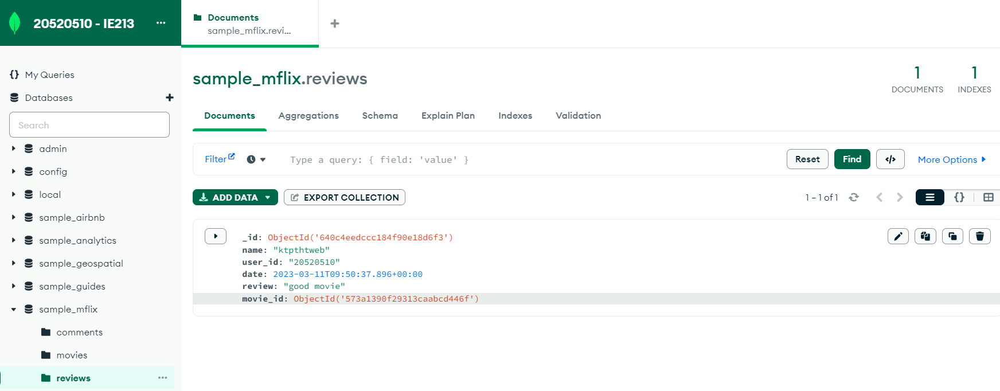 20520510 - IE213
Documents
sample_mflix.revi...
My Queries
Databases
Search
admin
config
local
sample_airbnb
sample_analytics
sample_geospatial
sample_guides
sample_mflix
comments
movies
reviews
sample_mflix.reviews
1
DOCUMENTS
1
INDEXES
Documents Aggregations Schema Explain Plan Indexes Validation
Filter Type a query: { field: 'value' } Reset Find </> More Options
ADD DATA EXPORT COLLECTION 1 – 1 of 1 {}
_id: ObjectId('640c4eedccc184f90e18d6f3')
name: "ktpthtweb"
user_id: "20520510"
date: 2023-03-11T09:50:37.896+00:00
review: "good movie"
movie_id: ObjectId('573a1390f29313caabcd446f')